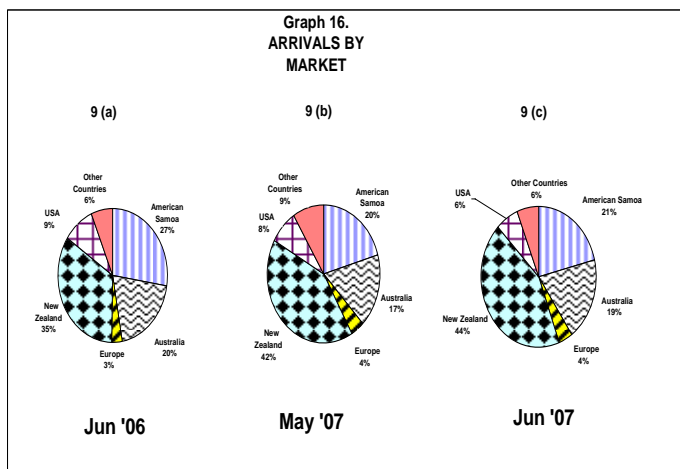 Graph 16.
ARRIVALS BY
MARKET
9 (a)
Other
Countries
6%
American
Samoa
27%
USA
9%
New
Zealand
35%
Europe
3%
Australia
20%
Jun '06
9 (b)
Other
Countries
9%
American
Samoa
20%
USA
8%
Australia
17%
New
Zealand
42%
Europe
4%
May '07
9 (c)
Other Countries
6%
USA
6%
American Samoa
21%
Australia
19%
New Zealand
44%
Europe
4%
Jun '07